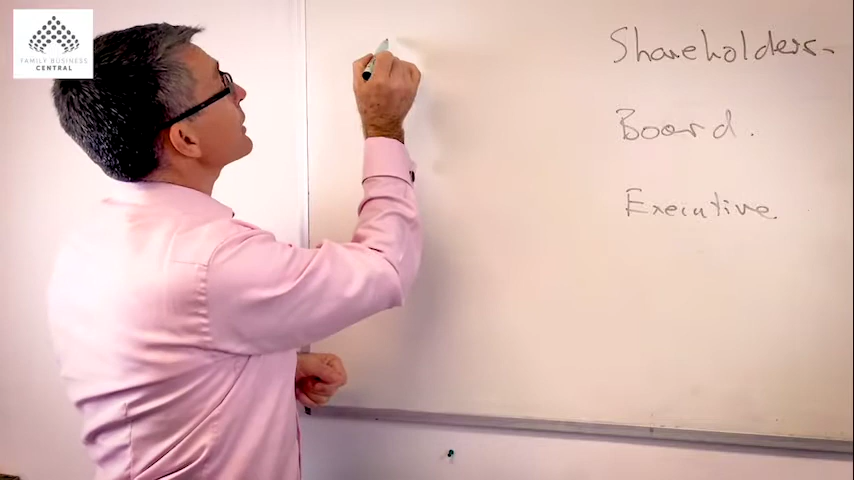 FAMILY BUSINESS
CENTRAL
Shareholders-
Board.
Executive